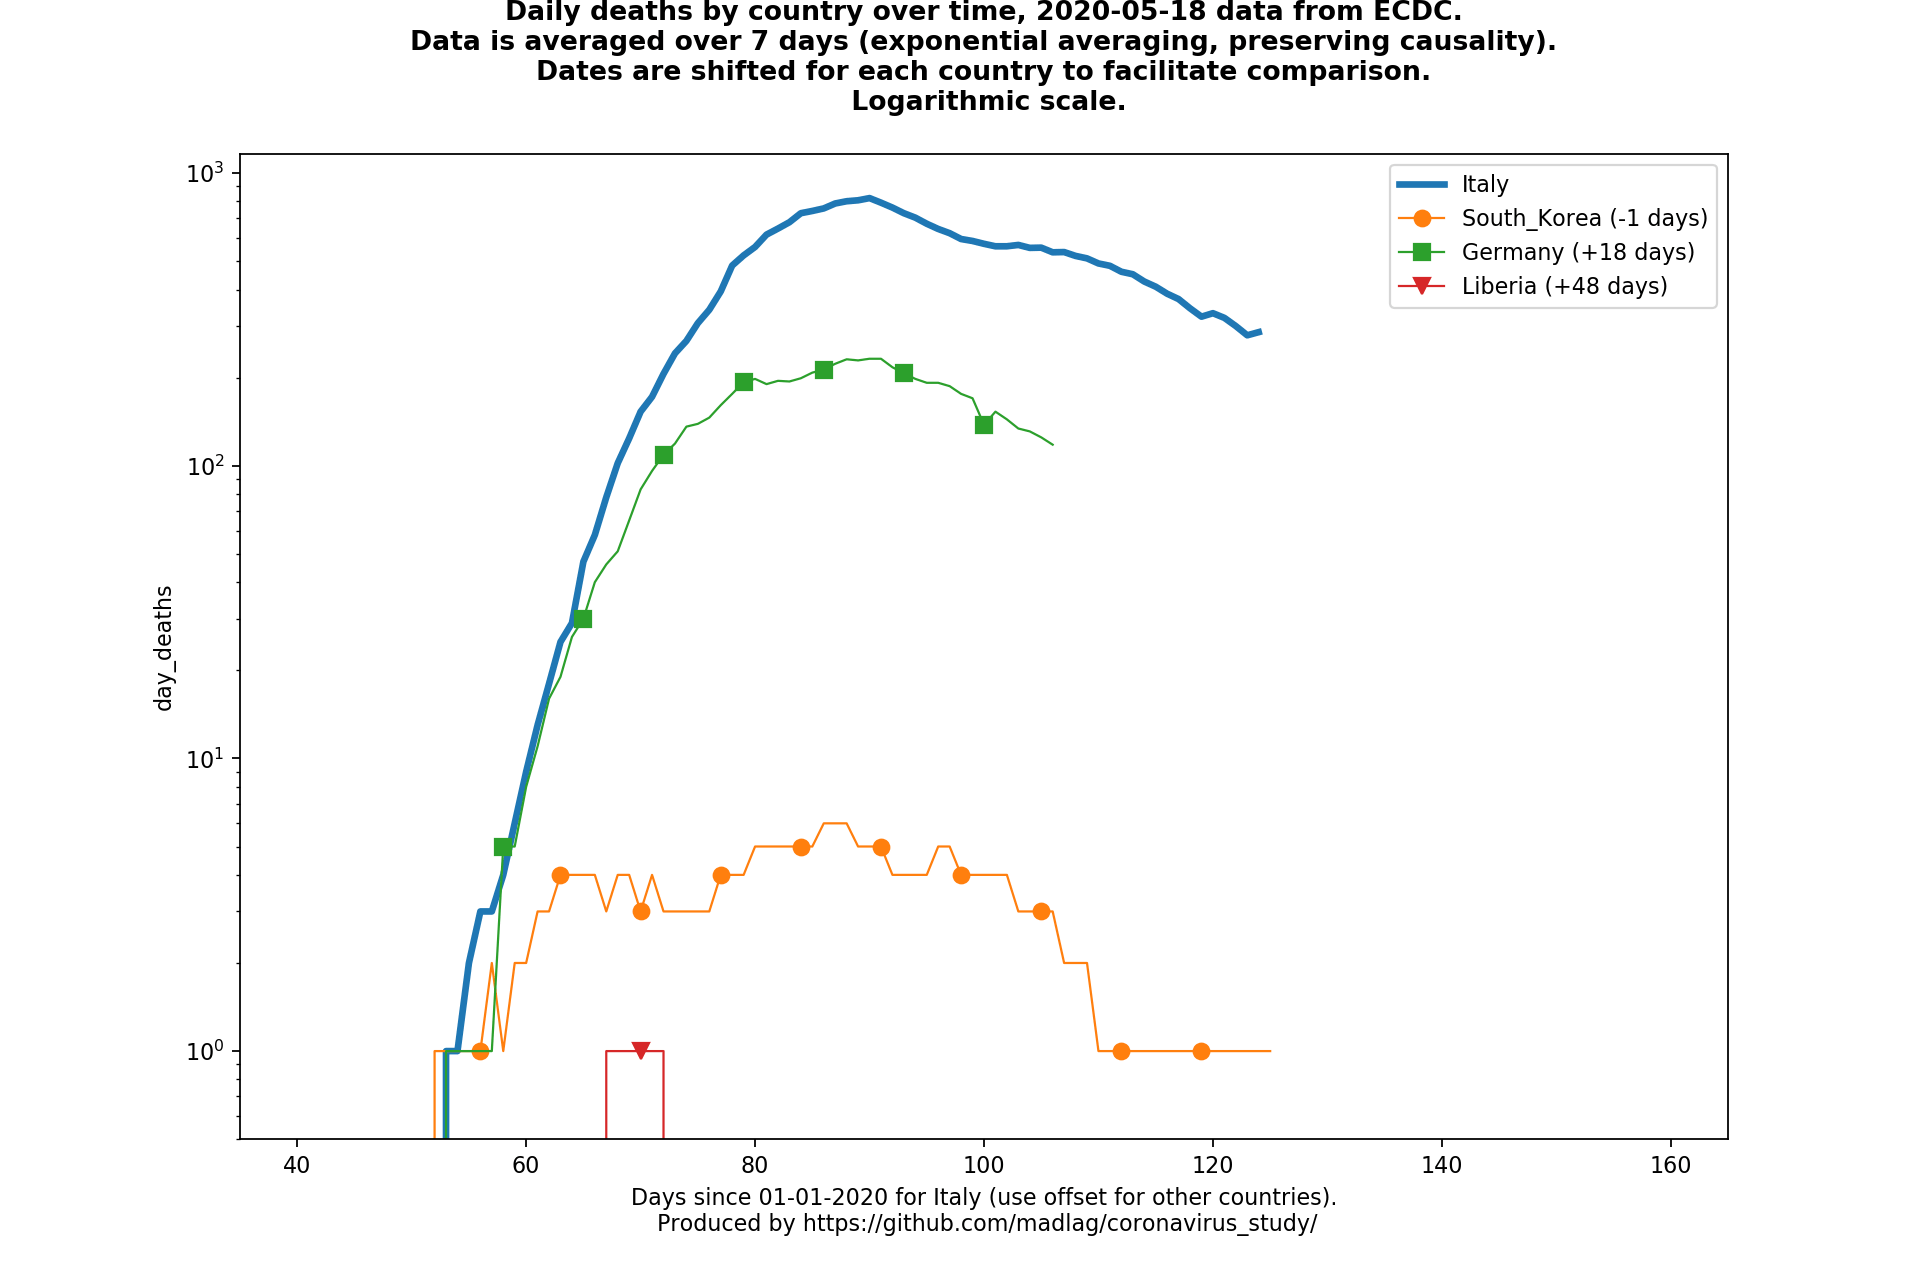 Daily deaths by country over time, 2020-05-18 data from ECDC.
Data is averaged over 7 days (exponential averaging, preserving causality).
Dates are shifted for each country to facilitate comparison.
Logarithmic scale.
10³
10²
10¹
10⁰
day_deaths
Italy
South_Korea (-1 days)
Germany (+18 days)
Liberia (+48 days)
40 60 80 100 120 140 160
Days since 01-01-2020 for Italy (use offset for other countries).
Produced by https://github.com/madlag/coronavirus_study/